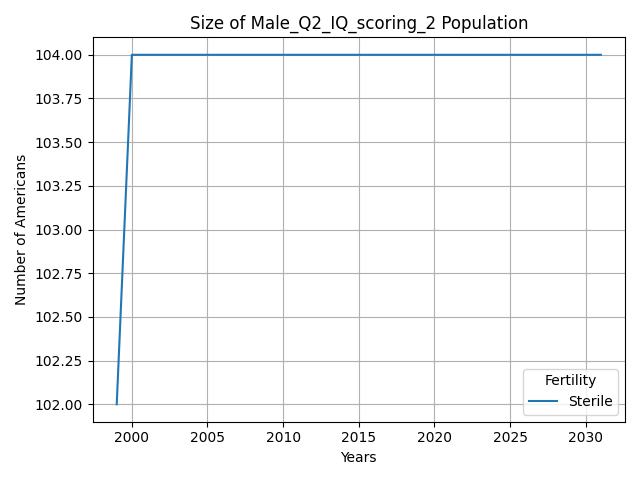 Size of Male_Q2_IQ_scoring_2 Population
Number of Americans
104.00
103.75
103.50
103.25
103.00
102.75
102.50
102.25
102.00
Fertility
Sterile
2000 2005 2010 2015 2020 2025 2030
Years